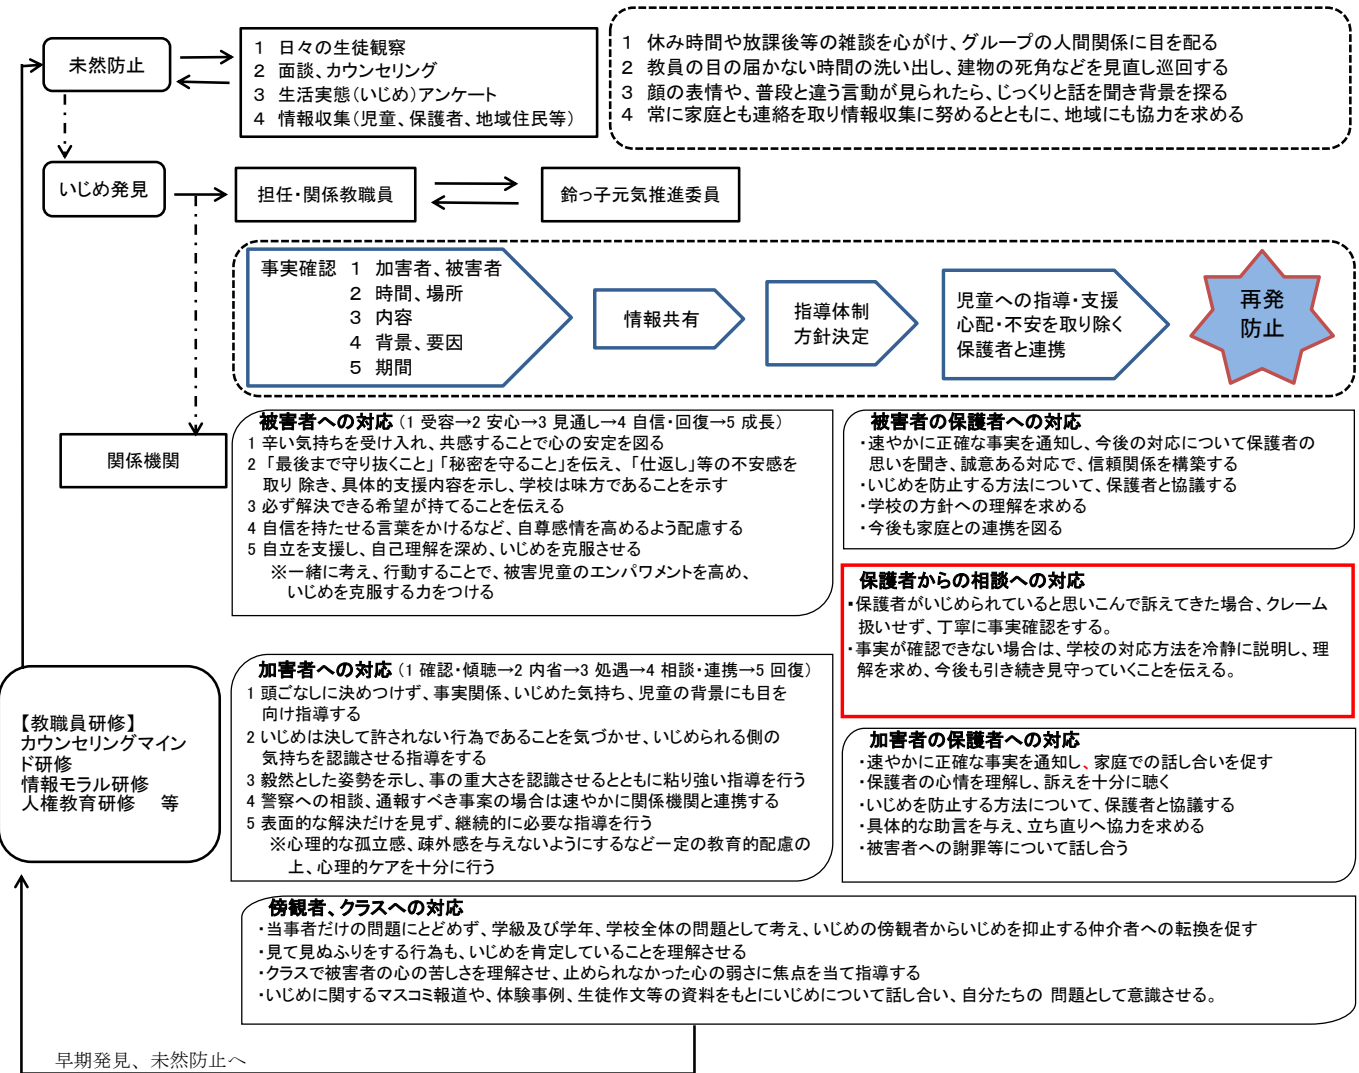 未然防止
1 日々の生徒観察
2 面談、カウンセリング
3 生活実態(いじめ)アンケート
4 情報収集(児童、保護者、地域住民等)
1 休み時間や放課後等の雑談を心がけ、グループの人間関係に目を配る
2 教員の目の届かない時間の洗い出し、建物の死角などを見直し巡回する
3 顔の表情や、普段と違う言動が見られたら、じっくりと話を聞き背景を探る
4 常に家庭とも連絡を取り情報収集に努めるとともに、地域にも協力を求める
いじめ発見
担任・関係教職員
鈴っ子元気推進委員
事実確認 1 加害者、被害者
2 時間、場所
3 内容
4 背景、要因
5 期間
情報共有
指導体制
方針決定
児童への指導・支援
心配・不安を取り除く
保護者と連携
再発
防止
関係機関
被害者への対応(1 受容→2 安心→3 見通し→4 自信・回復→5 成長)
1 辛い気持ちを受け入れ、共感することで心の安定を図る
2 「最後まで守り抜くこと」「秘密を守ること」を伝え、「仕返し」等の不安感を
取り 除き、具体的支援内容を示し、学校は味方であることを示す
3 必ず解決できる希望が持てることを伝える
4 自信を持たせる言葉をかけるなど、自尊感情を高めるよう配慮する
5 自立を支援し、自己理解を深め、いじめを克服させる
※一緒に考え、行動することで、被害児童のエンパワメントを高め、
いじめを克服する力をつける
被害者の保護者への対応
・速やかに正確な事実を通知し、今後の対応について保護者の
思いを聞き、誠意ある対応で、信頼関係を構築する
・いじめを防止する方法について、保護者と協議する
・学校の方針への理解を求める
・今後も家庭との連携を図る
保護者からの相談への対応
・保護者がいじめられていると思いこんで訴えてきた場合、クレーム
扱いせず、丁寧に事実確認をする。
・事実が確認できない場合は、学校の対応方法を冷静に説明し、理
解を求め、今後も引き続き見守っていくことを伝える。
【教職員研修】
カウンセリングマイン
ド研修
情報モラル研修
人権教育研修 等
加害者への対応(1 確認・傾聴→2 内省→3 処遇→4 相談・連携→5 回復)
1 頭ごなしに決めつけず、事実関係、いじめた気持ち、児童の背景にも目を
向け指導する
2 いじめは決して許されない行為であることを気づかせ、いじめられる側の
気持ちを認識させる指導をする
3 毅然とした姿勢を示し、事の重大さを認識させるとともに粘り強い指導を行う
4 警察への相談、通報すべき事案の場合は速やかに関係機関と連携する
5 表面的な解決だけを見ず、継続的に必要な指導を行う
※心理的な孤立感、疎外感を与えないようにするなど一定の教育的配慮の
上、心理的ケアを十分に行う
加害者の保護者への対応
・速やかに正確な事実を通知し、家庭での話し合いを促す
・保護者の心情を理解し、訴えを十分に聴く
・いじめを防止する方法について、保護者と協議する
・具体的な助言を与え、立ち直りへ協力を求める
・被害者への謝罪等について話し合う
傍観者、クラスへの対応
・当事者だけの問題にとどめず、学級及び学年、学校全体の問題として考え、いじめの傍観者からいじめを抑止する仲介者への転換を促す
・見て見ぬふりをする行為も、いじめを肯定していることを理解させる
・クラスで被害者の心の苦しさを理解させ、止められなかった心の弱さに焦点を当て指導する
・いじめに関するマスコミ報道や、体験事例、生徒作文等の資料をもとにいじめについて話し合い、自分たちの 問題として意識させる。
早期発見、未然防止へ